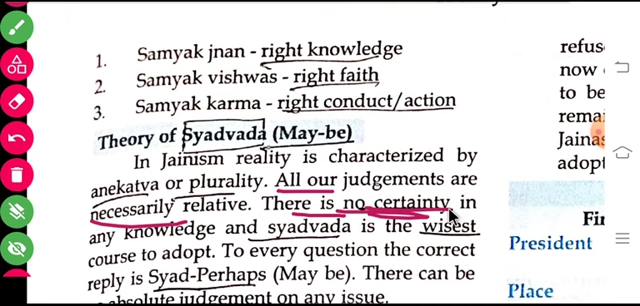 1. Samyak jnan - right knowledge
2. Samyak vishwas - right faith
3. Samyak karma - right conduct/action
Theory of Syadvada (May-be)
In Jainism reality is characterized by
anekatva or plurality. All our judgements are
necessarily relative. There is no certainty in
any knowledge and syadvada is the wisest
course to adopt. To every question the correct
reply is Syad-Perhaps (May be). There can be
absolute judgement on any issue.
refus
now
to be
remai
Jainas
adopt
Fir
President
Place